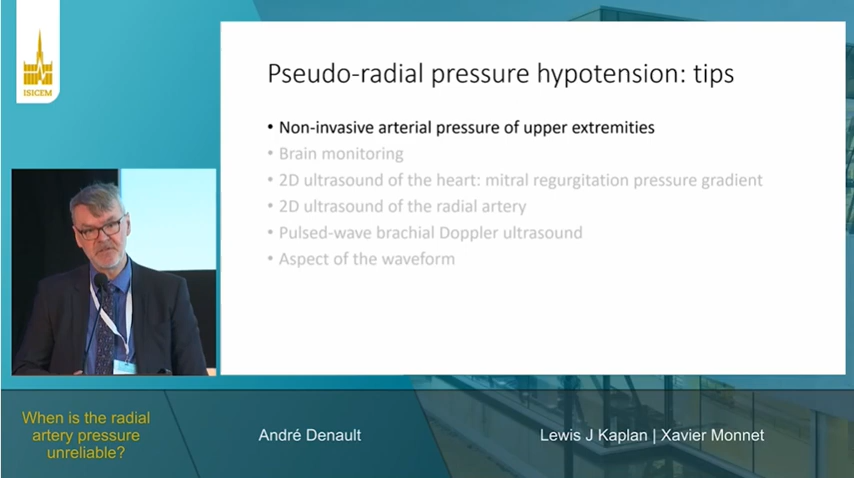 ISICEM
Pseudo-radial pressure hypotension: tips
• Non-invasive arterial pressure of upper extremities
• Brain monitoring
• 2D ultrasound of the heart: mitral regurgitation pressure gradient
• 2D ultrasound of the radial artery
• Pulsed-wave brachial Doppler ultrasound
• Aspect of the waveform
When is the radial
artery pressure
unreliable?
André Denault
Lewis J Kaplan | Xavier Monnet